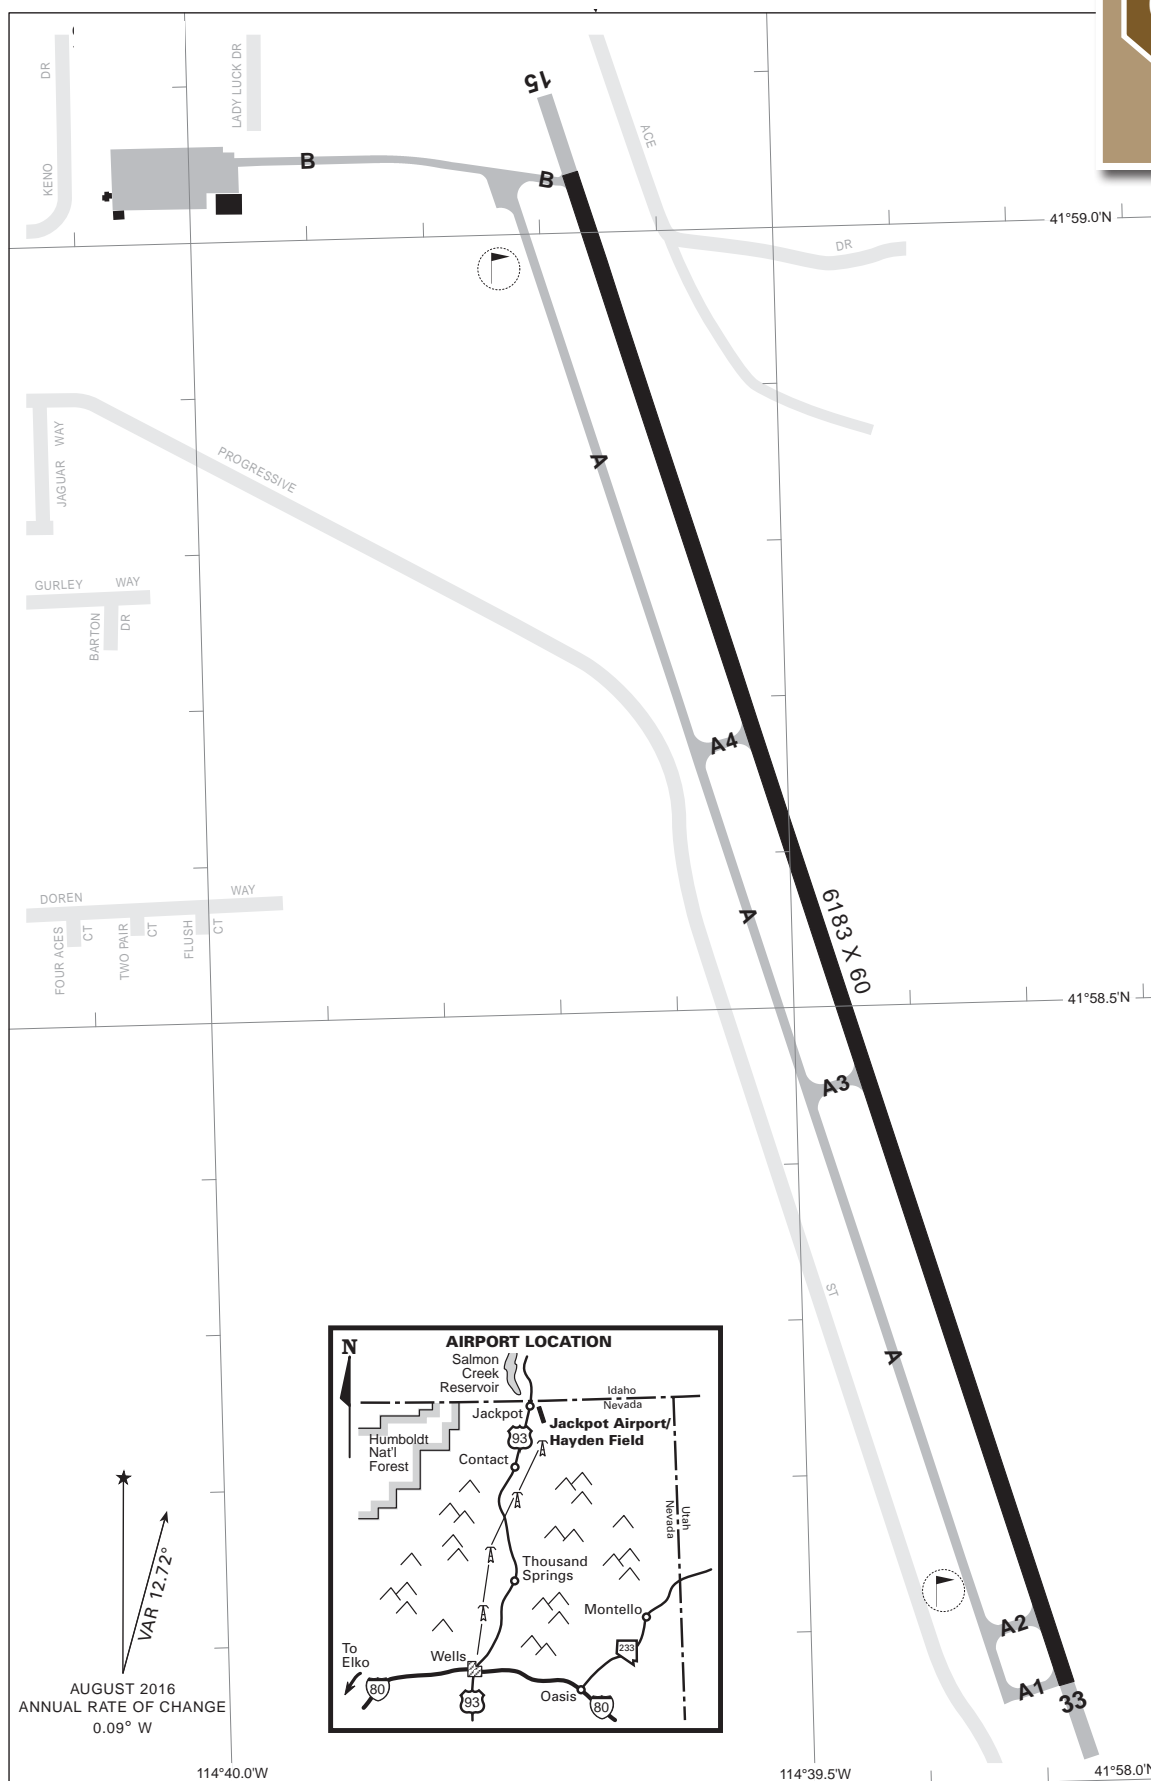 DR
KENO
LADY LUCK DR
15
ACE
B
B
41°59.0'N
DR
A
PROGRESSIVE
JAGUAR WAY
GURLEY WAY
BARTON
DR
A4
DOREN WAY
FOUR ACES
CT
TWO PAIR
CT
FLUSH
CT
A
6183 X 60
41°58.5'N
A3
ST
A
A2
A1
33
AIRPORT LOCATION
N
Salmon
Creek
Reservoir
Idaho
Nevada
Jackpot
Jackpot Airport/
Hayden Field
93
Humboldt
Nat'l
Forest
Contact
Utah
Nevada
Thousand
Springs
Montello
To
Elko
Wells
233
80
93
Oasis
80
VAR 12.72°
AUGUST 2016
ANNUAL RATE OF CHANGE
0.09° W
114°40.0'W
114°39.5'W
41°58.0'N